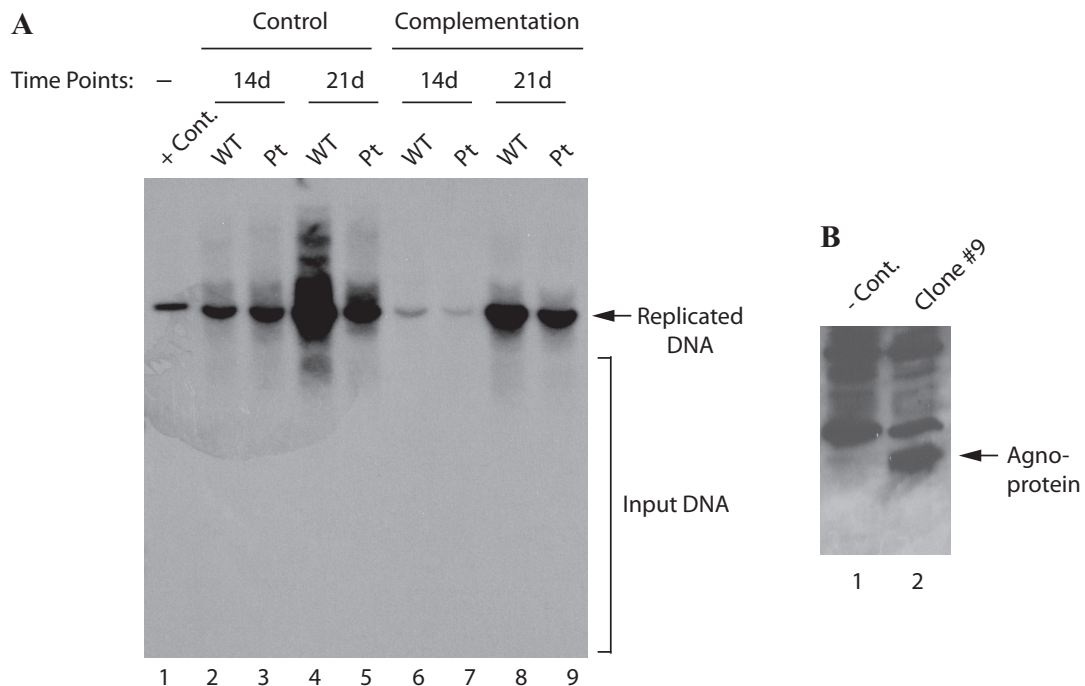 A
Control
Complementation
Time Points:
–
14d
21d
14d
21d
+ Cont.
WT
Pt
WT
Pt
WT
Pt
WT
Pt
Replicated
DNA
Input DNA
1 2 3 4 5 6 7 8 9
B
- Cont.
Clone #9
Agno-
protein
1 2